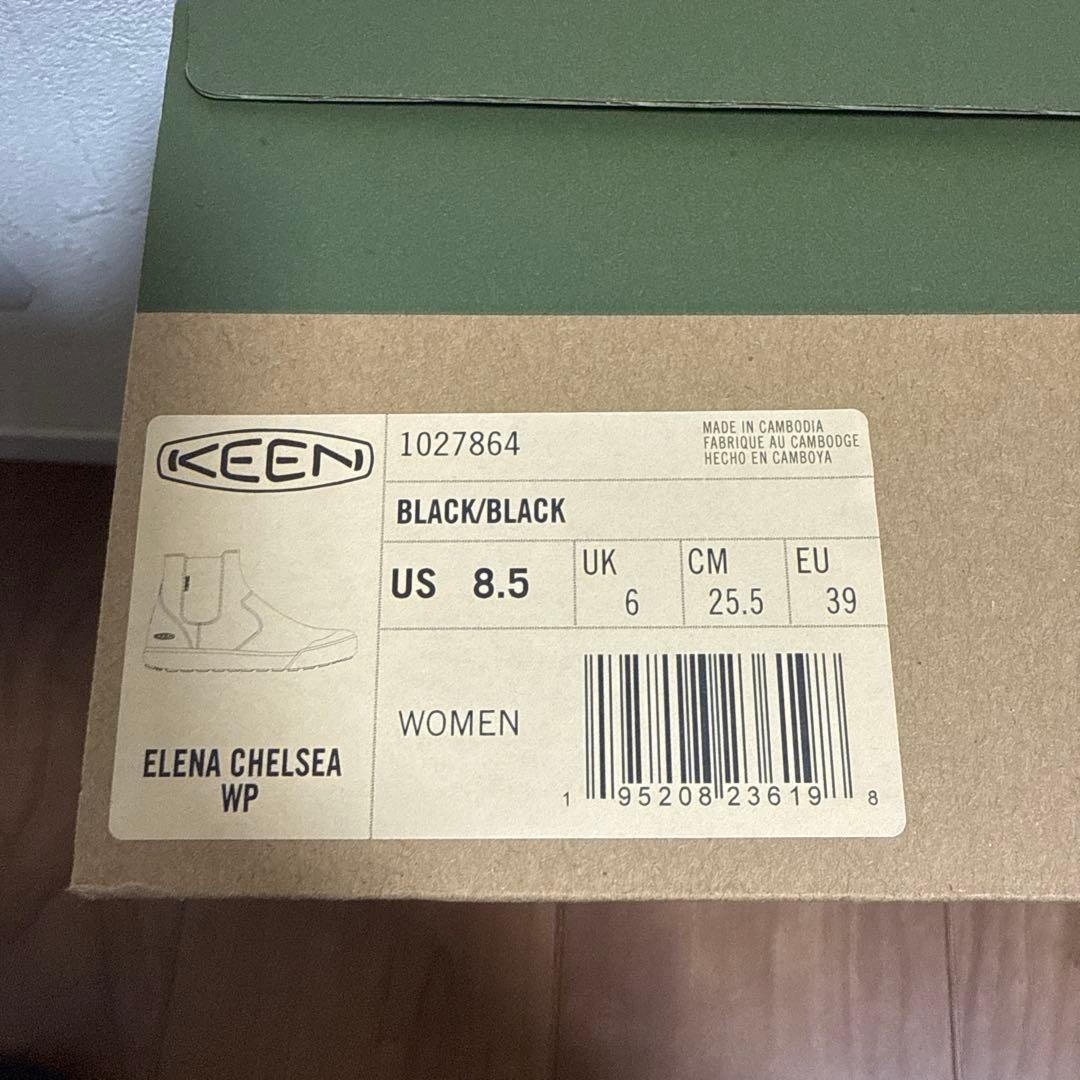 KEEN
1027864
MADE IN CAMBODIA
FABRIQUE AU CAMBODGE
HECHO EN CAMBOYA
BLACK/BLACK
US 8.5
UK 6
CM 25.5
EU 39
WOMEN
ELENA CHELSEA
WP
1 95208 23619 8